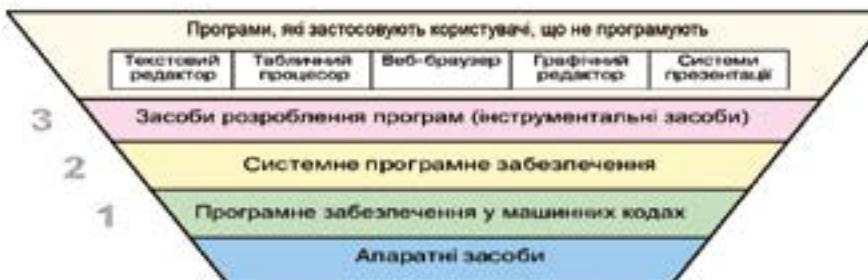 Програми, які застосовують користувачі, що не програмують
Текстовий редактор
Табличний процесор
Веб-браузер
Графічний редактор
Системи презентації
3
Засоби розроблення програм (інструментальні засоби)
2
Системне програмне забезпечення
1
Програмне забезпечення у машинних кодах
Апаратні засоби